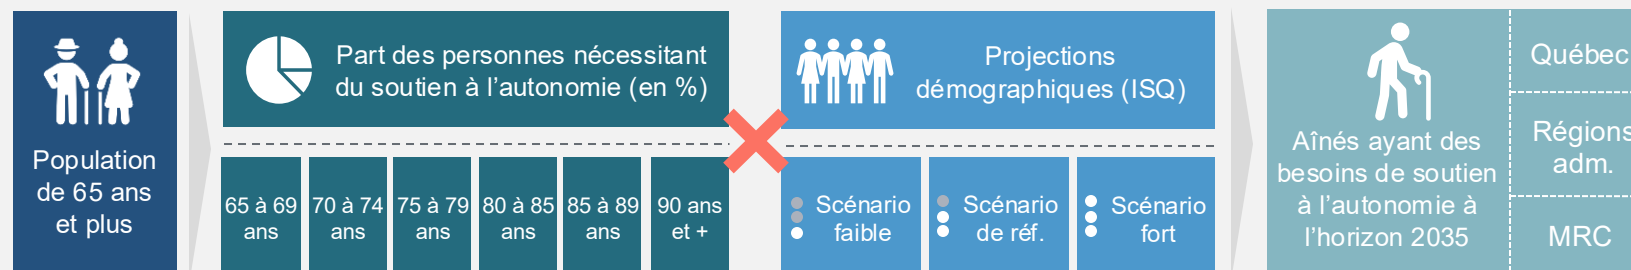 Population
de 65 ans
et plus
Part des personnes nécessitant
du soutien à l'autonomie (en %)
65 à 69
ans
70 à 74
ans
75 à 79
ans
80 à 85
ans
85 à 89
ans
90 ans
et +
Projections
démographiques (ISQ)
Scénario
faible
Scénario
de réf.
Scénario
fort
Aînés ayant des
besoins de soutien
à l'autonomie à
l'horizon 2035
Québec
Régions
adm.
MRC